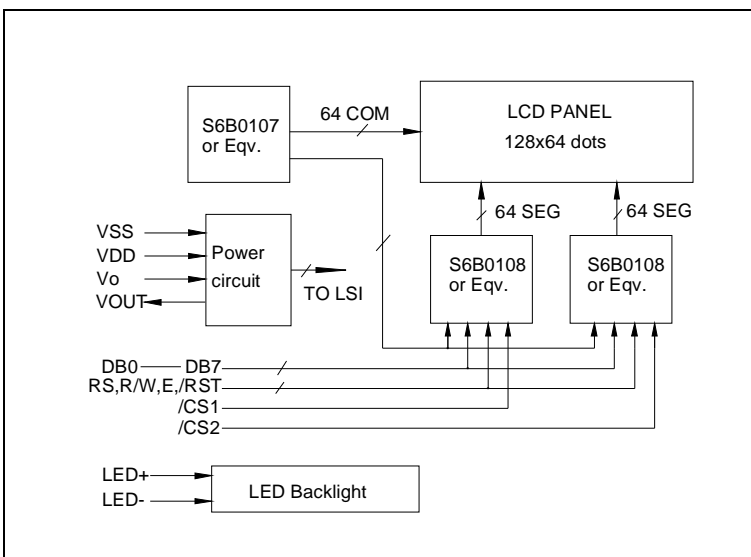 S6B0107
or Eqv.
64 COM
LCD PANEL
128x64 dots
64 SEG
64 SEG
VSS
VDD
Vo
VOUT
Power
circuit
TO LSI
S6B0108
or Eqv.
S6B0108
or Eqv.
DB0 DB7
RS,R/W,E,/RST
/CS1
/CS2
LED+
LED-
LED Backlight